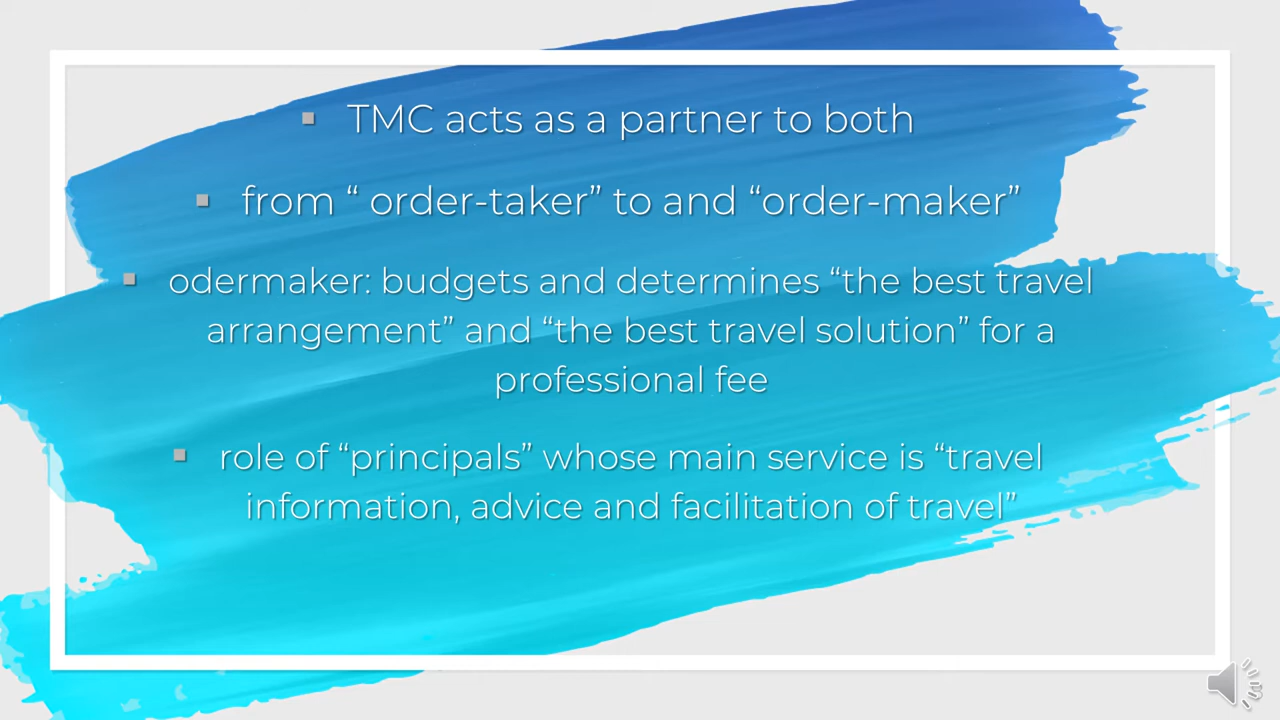 ▪ TMC acts as a partner to both
▪ from “ order-taker” to and “order-maker”
▪ odermaker: budgets and determines “the best travel
arrangement” and “the best travel solution” for a
professional fee
▪ role of “principals” whose main service is “travel
information, advice and facilitation of travel”